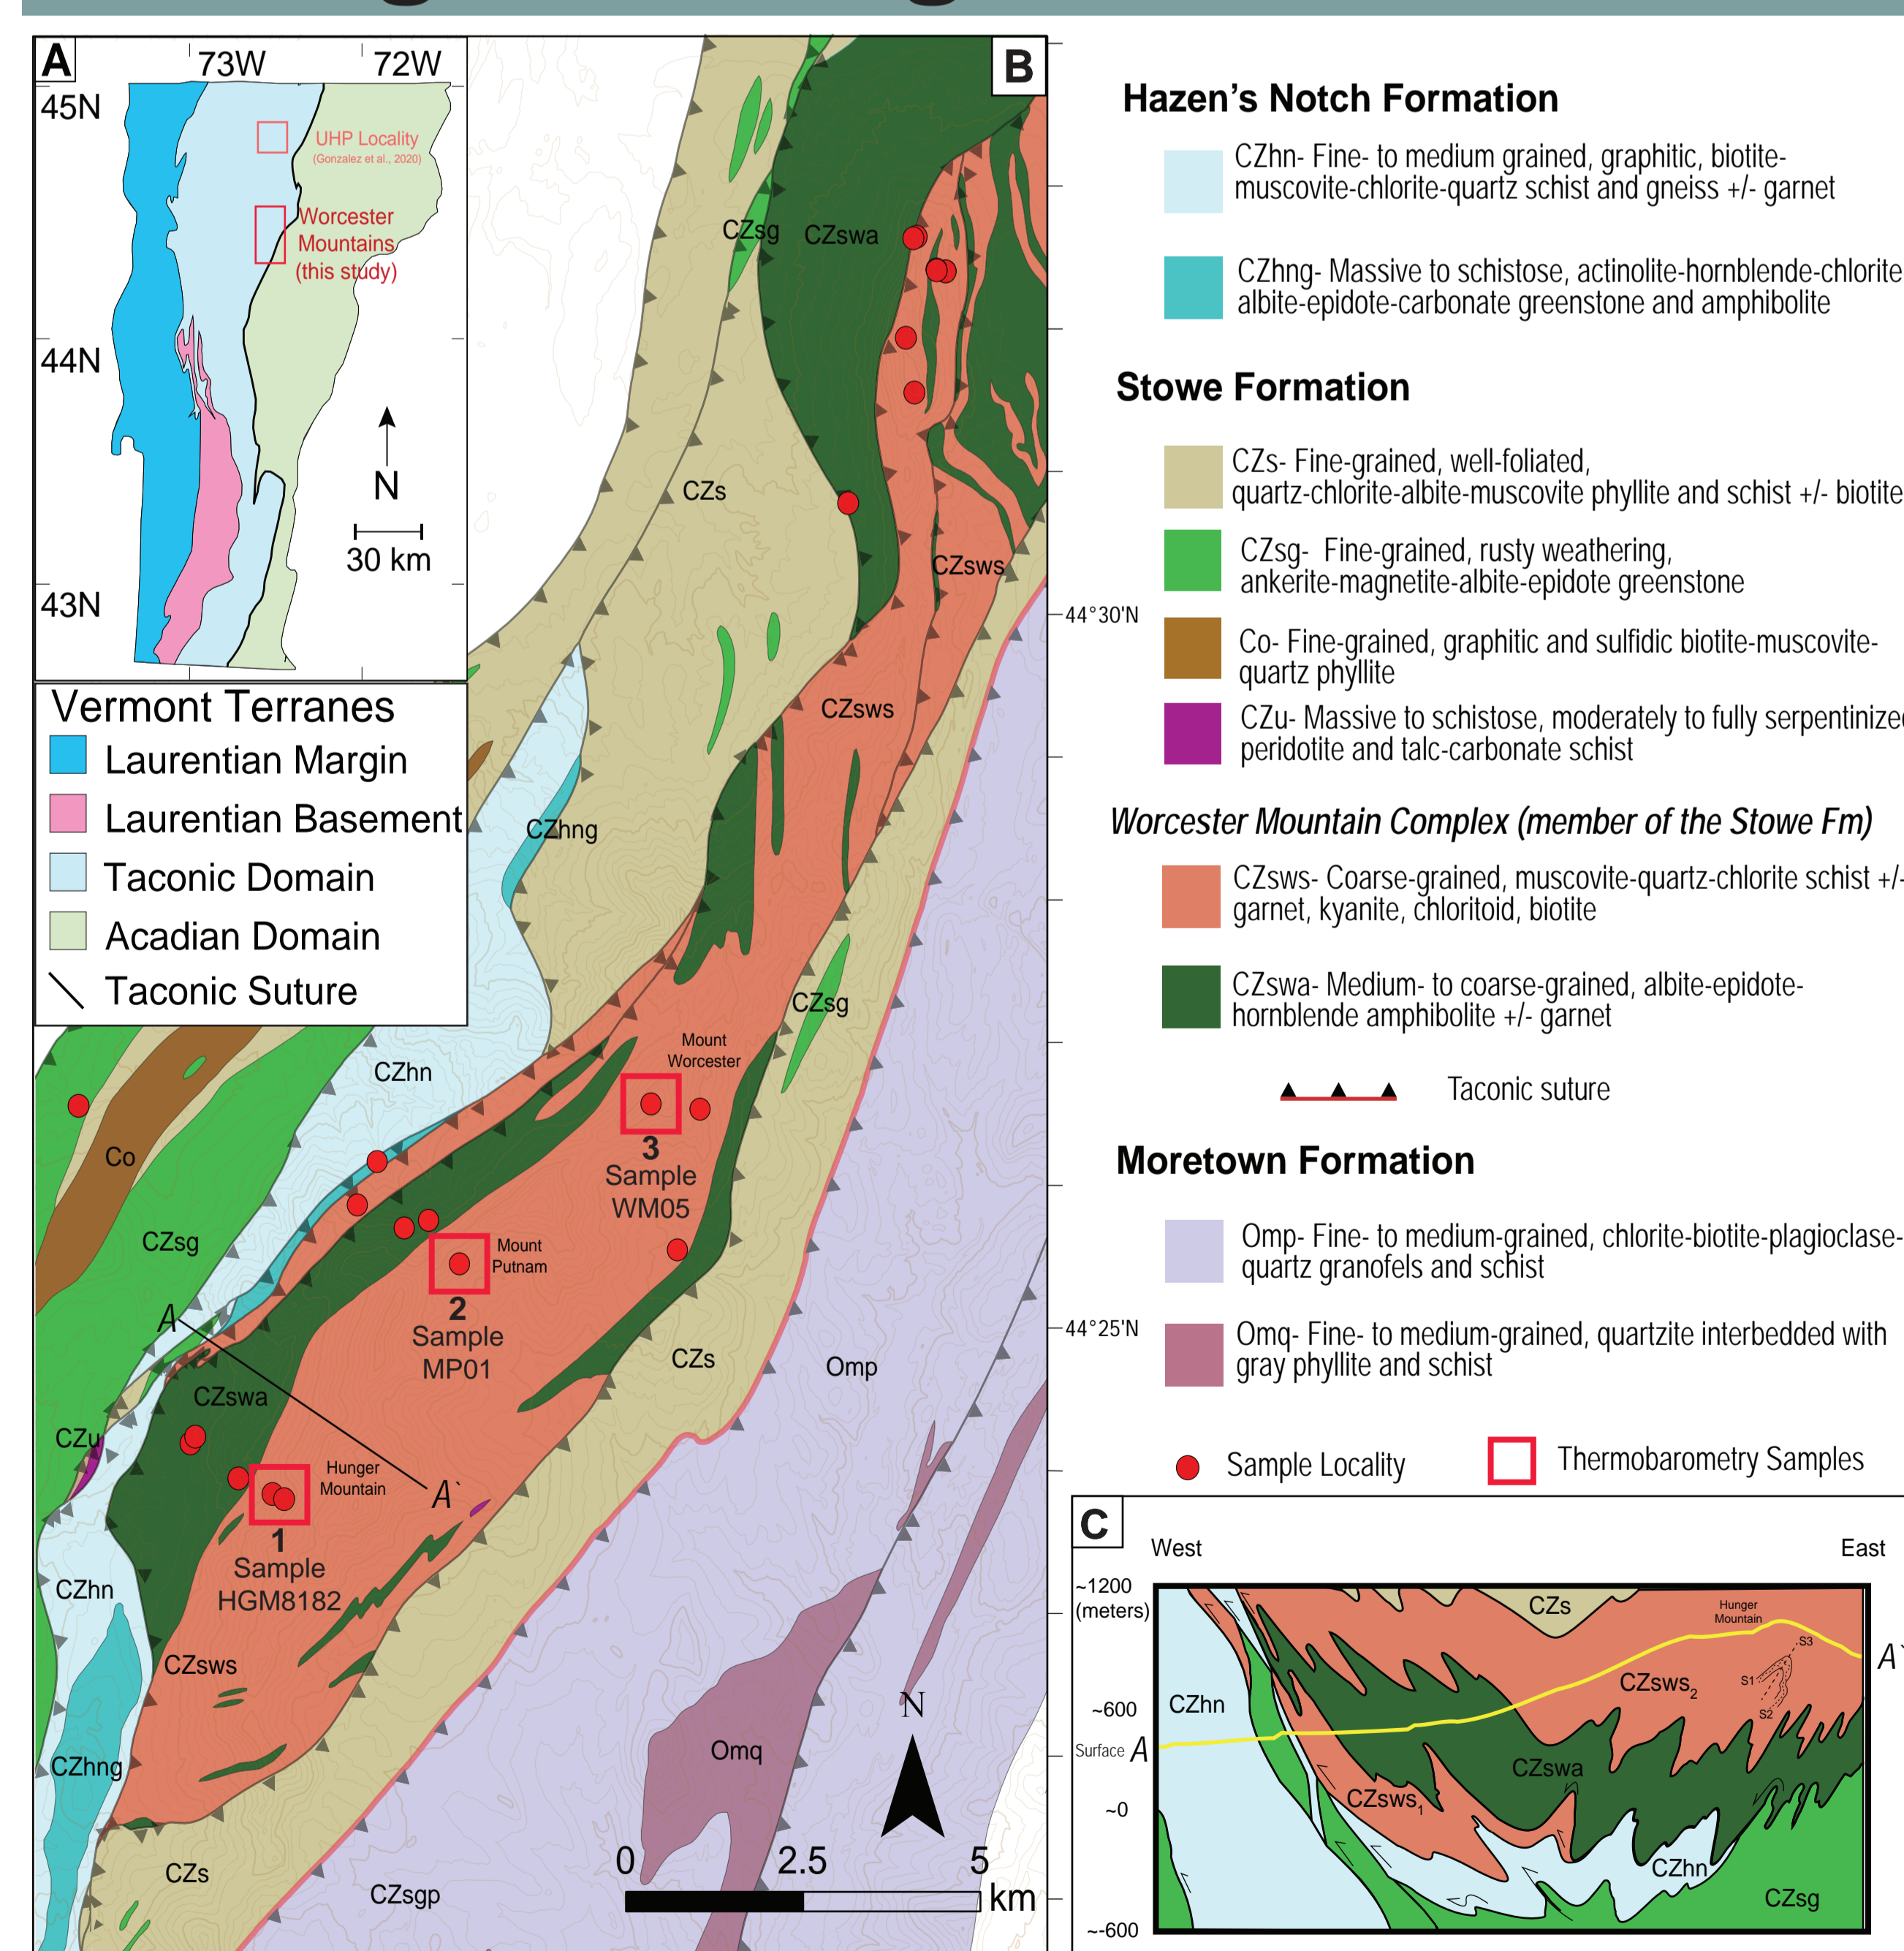 A
73W
72W
45N
UHP Locality
(Gonzalez et al., 2020)
Worcester
Mountains
(this study)
44N
N
30 km
43N
Vermont Terranes
Laurentian Margin
Laurentian Basement
Taconic Domain
Acadian Domain
Taconic Suture
B
CZsg
CZswa
CZs
CZsws
44°30'N
CZsws
CZhng
CZsg
Mount
Worcester
CZhn
3
Sample
WM05
Co
CZsg
Mount
Putnam
2
Sample
MP01
A
44°25'N
CZs
Omp
CZswa
CZu
Hunger
Mountain
A`
1
Sample
HGM8182
CZhn
CZsws
N
CZhng
Omq
CZs
CZsgp
0 2.5 5
km
Hazen’s Notch Formation
CZhn- Fine- to medium grained, graphitic, biotite-
muscovite-chlorite-quartz schist and gneiss +/- garnet
CZhng- Massive to schistose, actinolite-hornblende-chlorite
albite-epidote-carbonate greenstone and amphibolite
Stowe Formation
CZs- Fine-grained, well-foliated,
quartz-chlorite-albite-muscovite phyllite and schist +/- biotite
CZsg- Fine-grained, rusty weathering,
ankerite-magnetite-albite-epidote greenstone
Co- Fine-grained, graphitic and sulfidic biotite-muscovite-
quartz phyllite
CZu- Massive to schistose, moderately to fully serpentinized
peridotite and talc-carbonate schist
Worcester Mountain Complex (member of the Stowe Fm)
CZsws- Coarse-grained, muscovite-quartz-chlorite schist +/-
garnet, kyanite, chloritoid, biotite
CZswa- Medium- to coarse-grained, albite-epidote-
hornblende amphibolite +/- garnet
Taconic suture
Moretown Formation
Omp- Fine- to medium-grained, chlorite-biotite-plagioclase-
quartz granofels and schist
Omq- Fine- to medium-grained, quartzite interbedded with
gray phyllite and schist
Sample Locality
Thermobarometry Samples
C
West
East
~1200
(meters)
CZs
Hunger
Mountain
S3
A`
S1
CZsws2
CZhn
~600
S2
Surface A
CZswa
CZsws1
~0
CZhn
CZsg
~-600